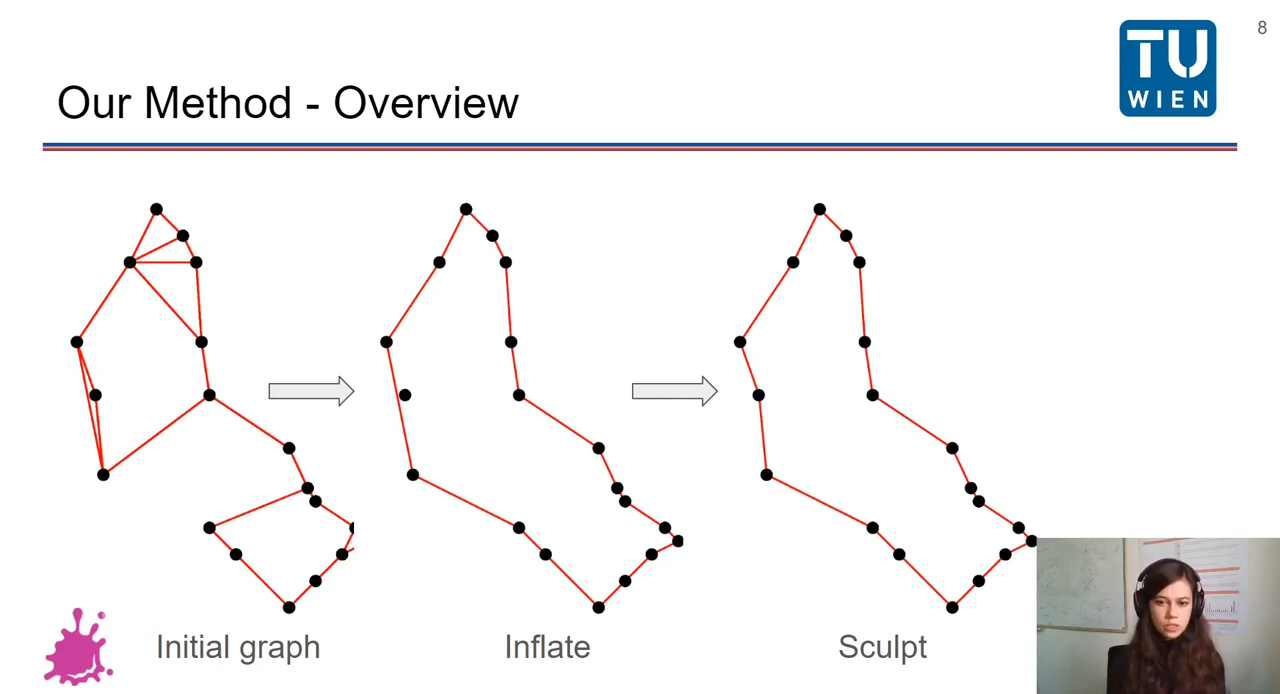 8
TU
WIEN
Our Method - Overview
Initial graph
Inflate
Sculpt